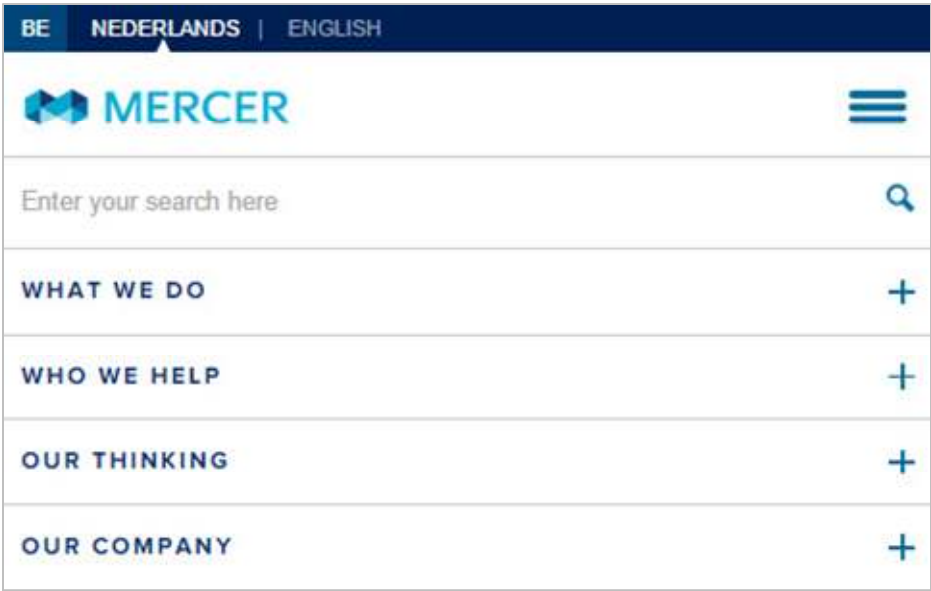 BE NEDERLANDS | ENGLISH
MERCER
Enter your search here
WHAT WE DO
WHO WE HELP
OUR THINKING
OUR COMPANY